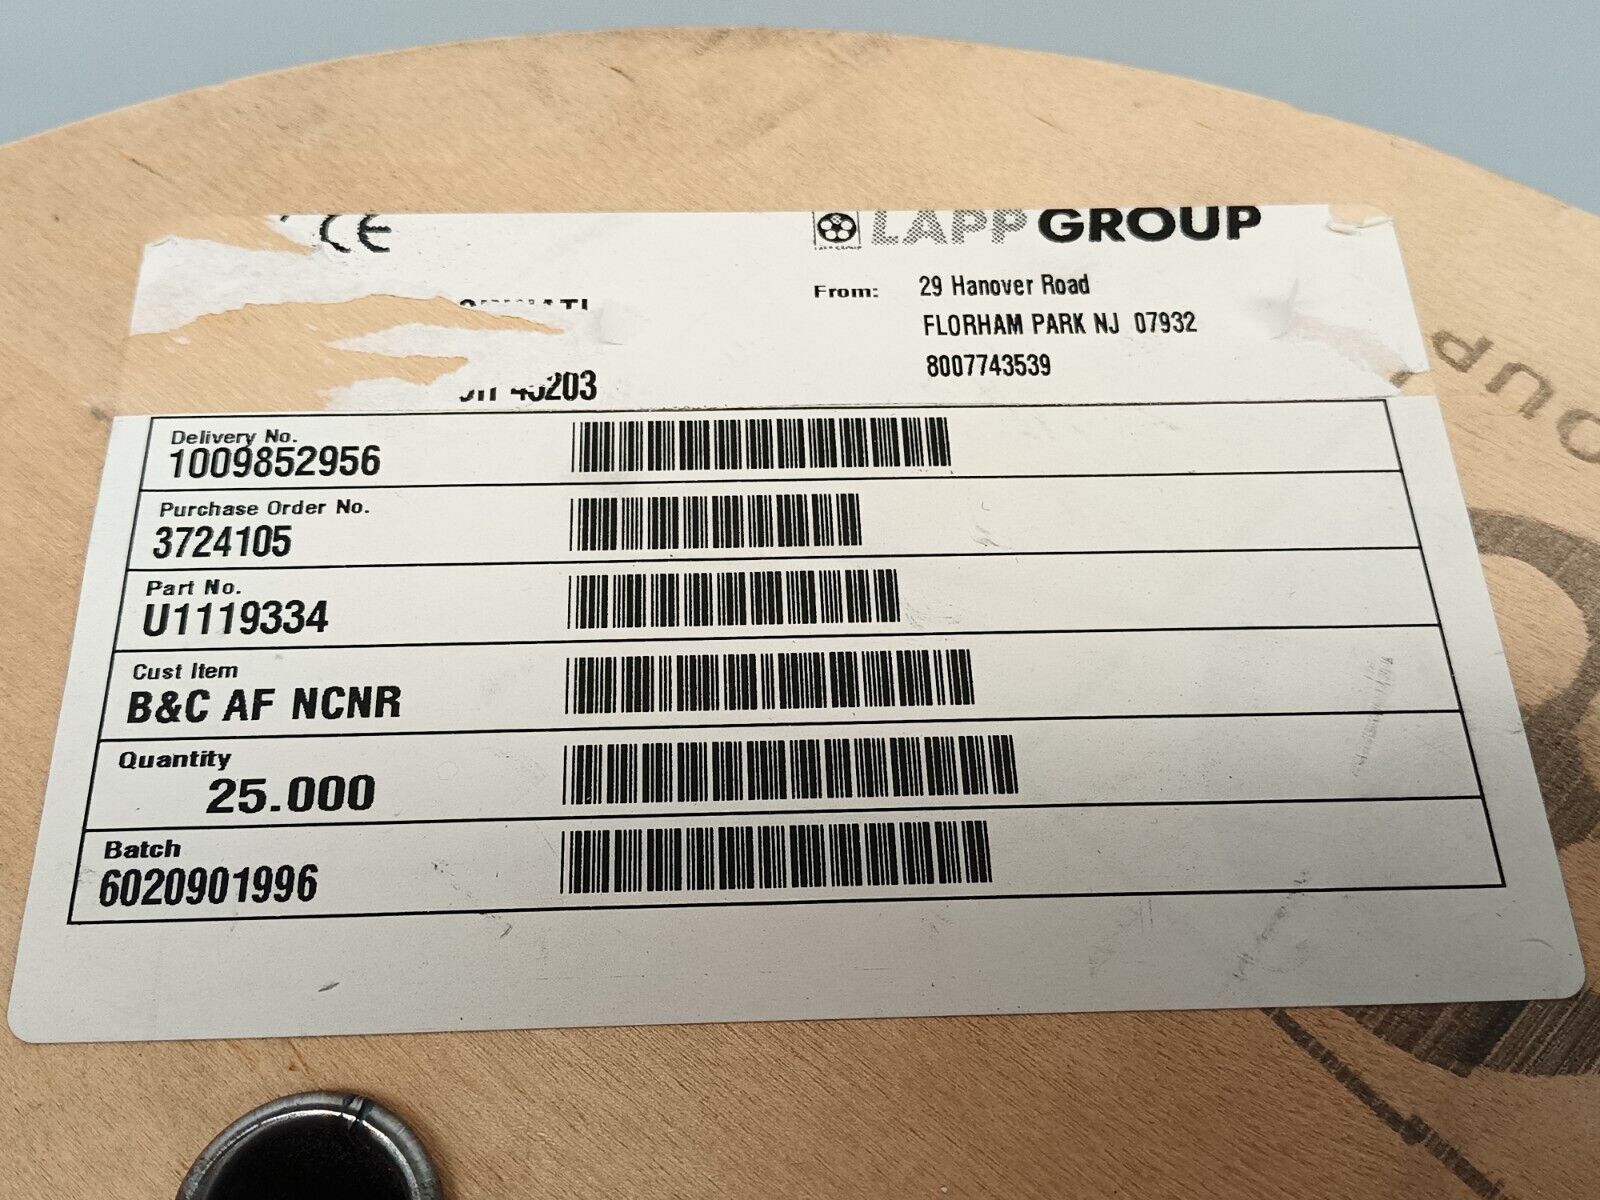 CE
LAPP GROUP
From: 29 Hanover Road
FLORHAM PARK NJ 07932
8007743539
Delivery No.
1009852956
Purchase Order No.
3724105
Part No.
U1119334
Cust Item
B&C AF NCNR
Quantity
25.000
Batch
6020901996